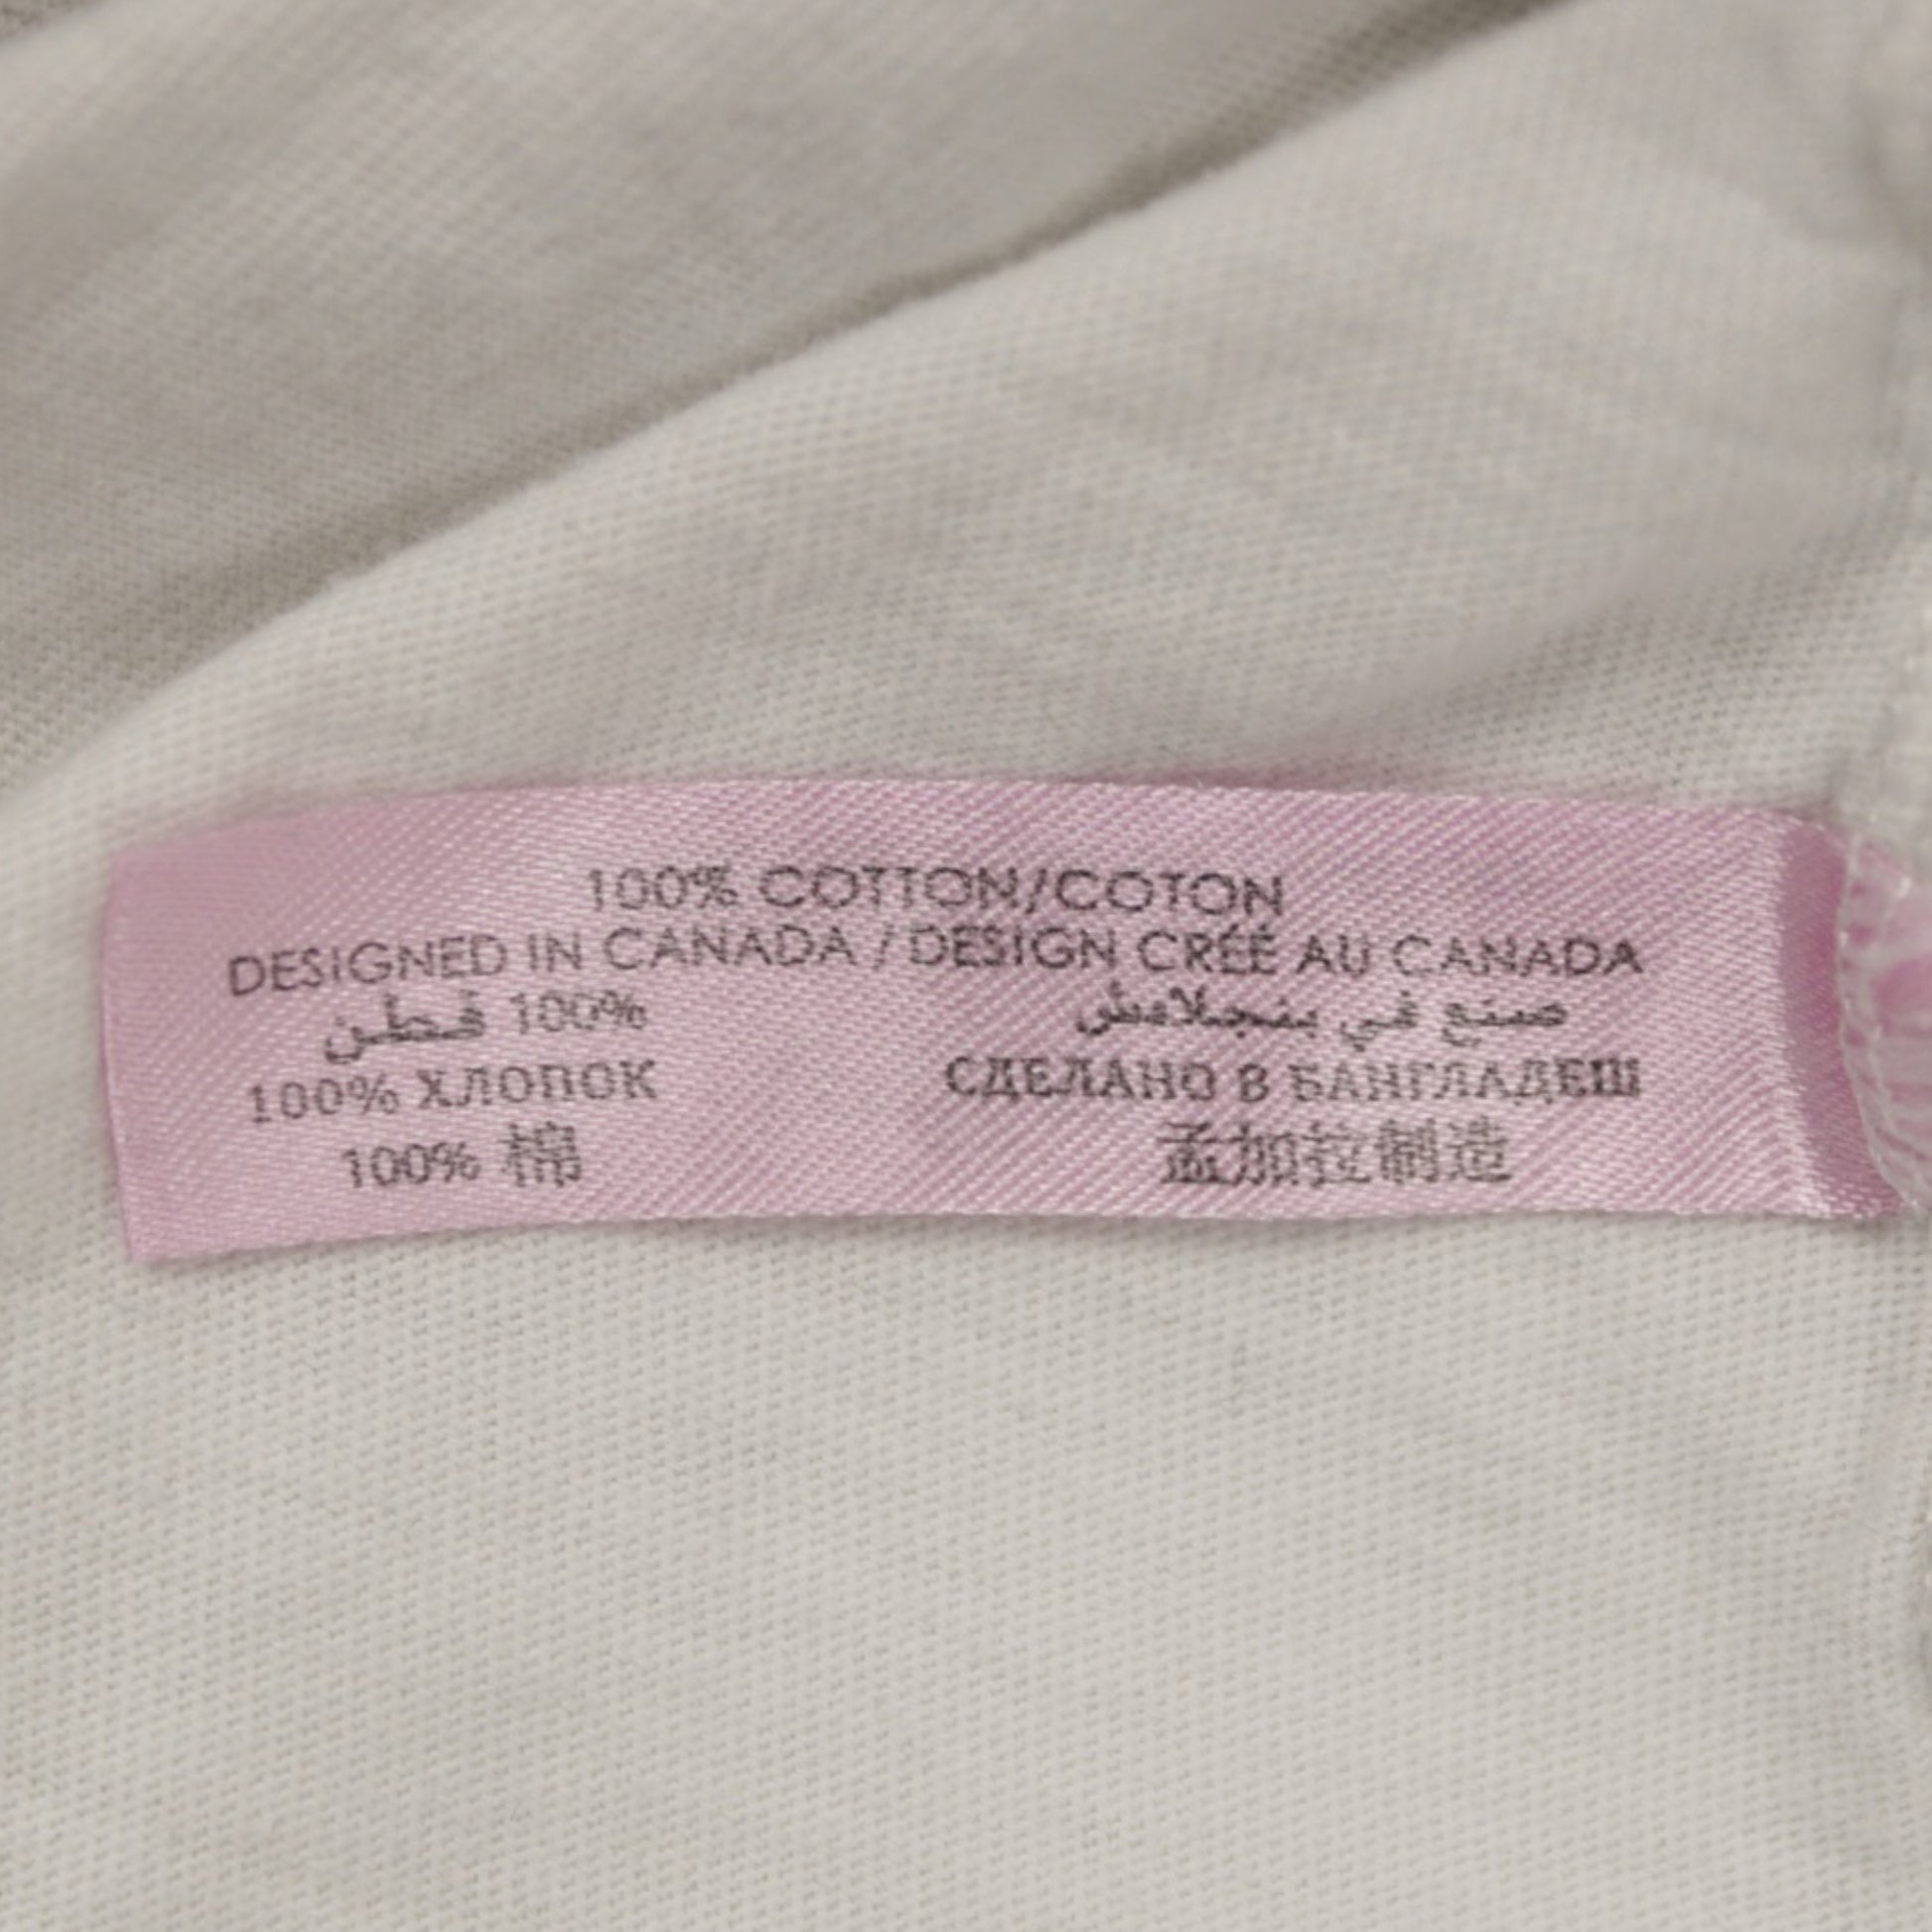 100% COTTON/COTON
DESIGNED IN CANADA / DESIGN CRÉÉ AU CANADA
100% قطن صنع في بنجلامش
100% ХЛОПОК СДЕЛАНО В БАНГЛАДЕШ
100% 棉 孟加拉制造